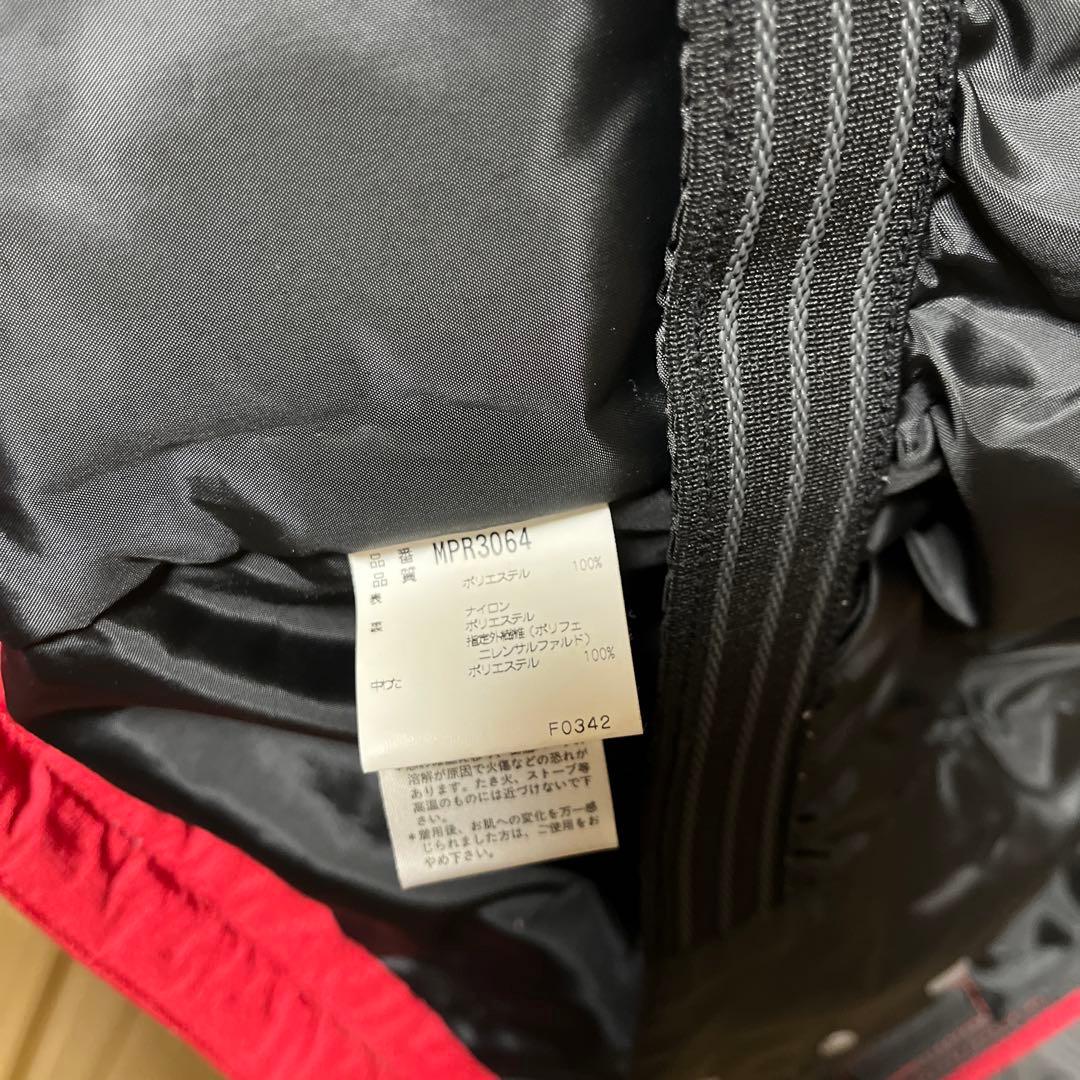 品番 MPR3064
品質
表 ポリエステル 100%
裏 ナイロン
ポリエステル
指定外繊維(ポリフェ
ニレンサルファルド)
中わた ポリエステル 100%
F0342
溶解が原因で火傷などの恐れが
あります。たき火、ストーブ等
高温のものには近づけないで下
さい。
*着用後、お肌への変化を万一感
じられました方は、ご使用をお
やめ下さい。